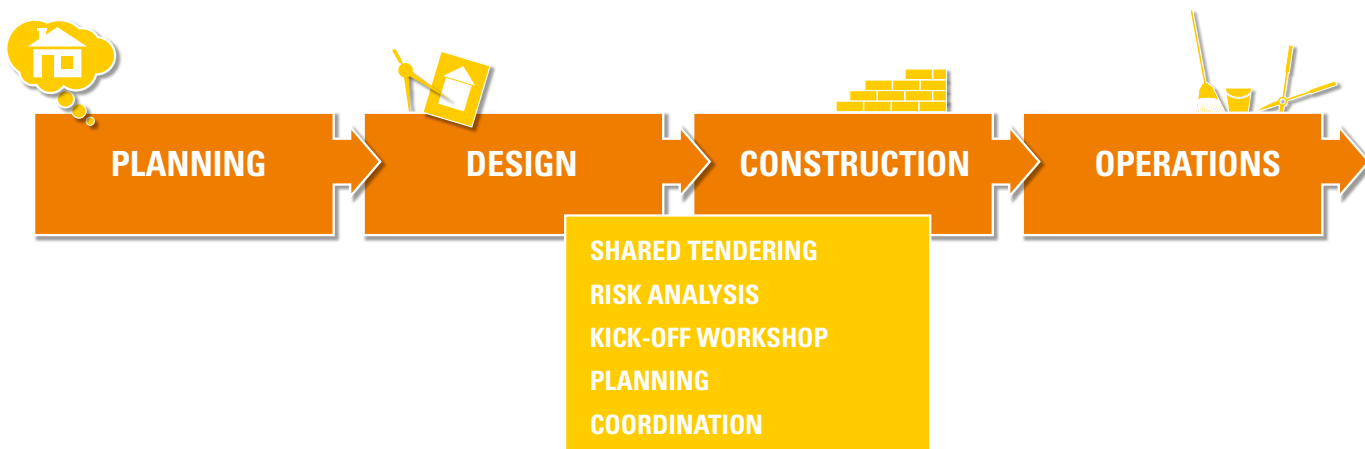 PLANNING
DESIGN
CONSTRUCTION
OPERATIONS
SHARED TENDERING
RISK ANALYSIS
KICK-OFF WORKSHOP
PLANNING
COORDINATION